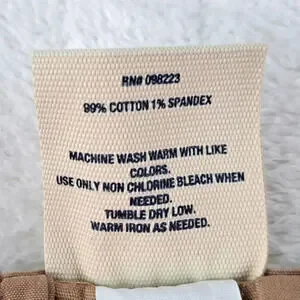 RN# 098223
99% COTTON 1% SPANDEX
MACHINE WASH WARM WITH LIKE
COLORS.
USE ONLY NON CHLORINE BLEACH WHEN
NEEDED.
TUMBLE DRY LOW.
WARM IRON AS NEEDED.